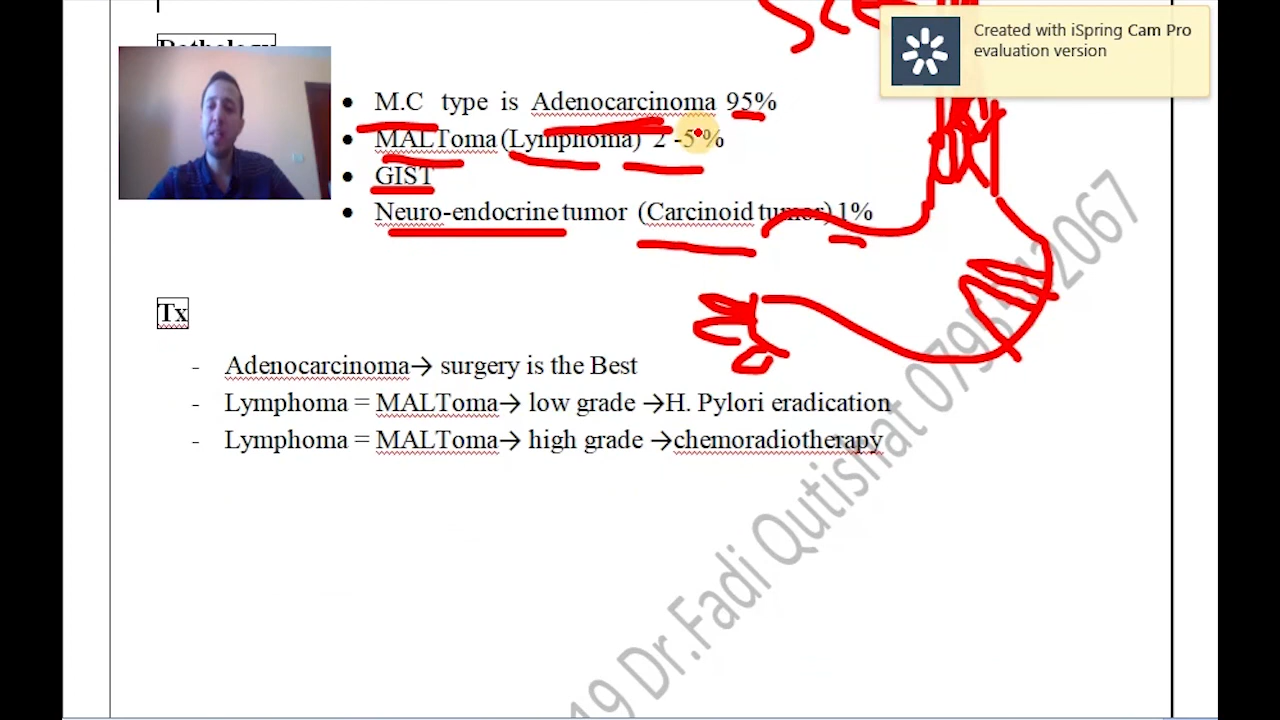 Created with iSpring Cam Pro
evaluation version
Pathology
• M.C type is Adenocarcinoma 95%
• MALToma (Lymphoma) 2 -5 %
• GIST
• Neuro-endocrine tumor (Carcinoid tumor) 1%
Tx
- Adenocarcinoma→ surgery is the Best
- Lymphoma = MALToma→ low grade →H. Pylori eradication
- Lymphoma = MALToma→ high grade →chemoradiotherapy
19 Dr.Fadi Qutishat